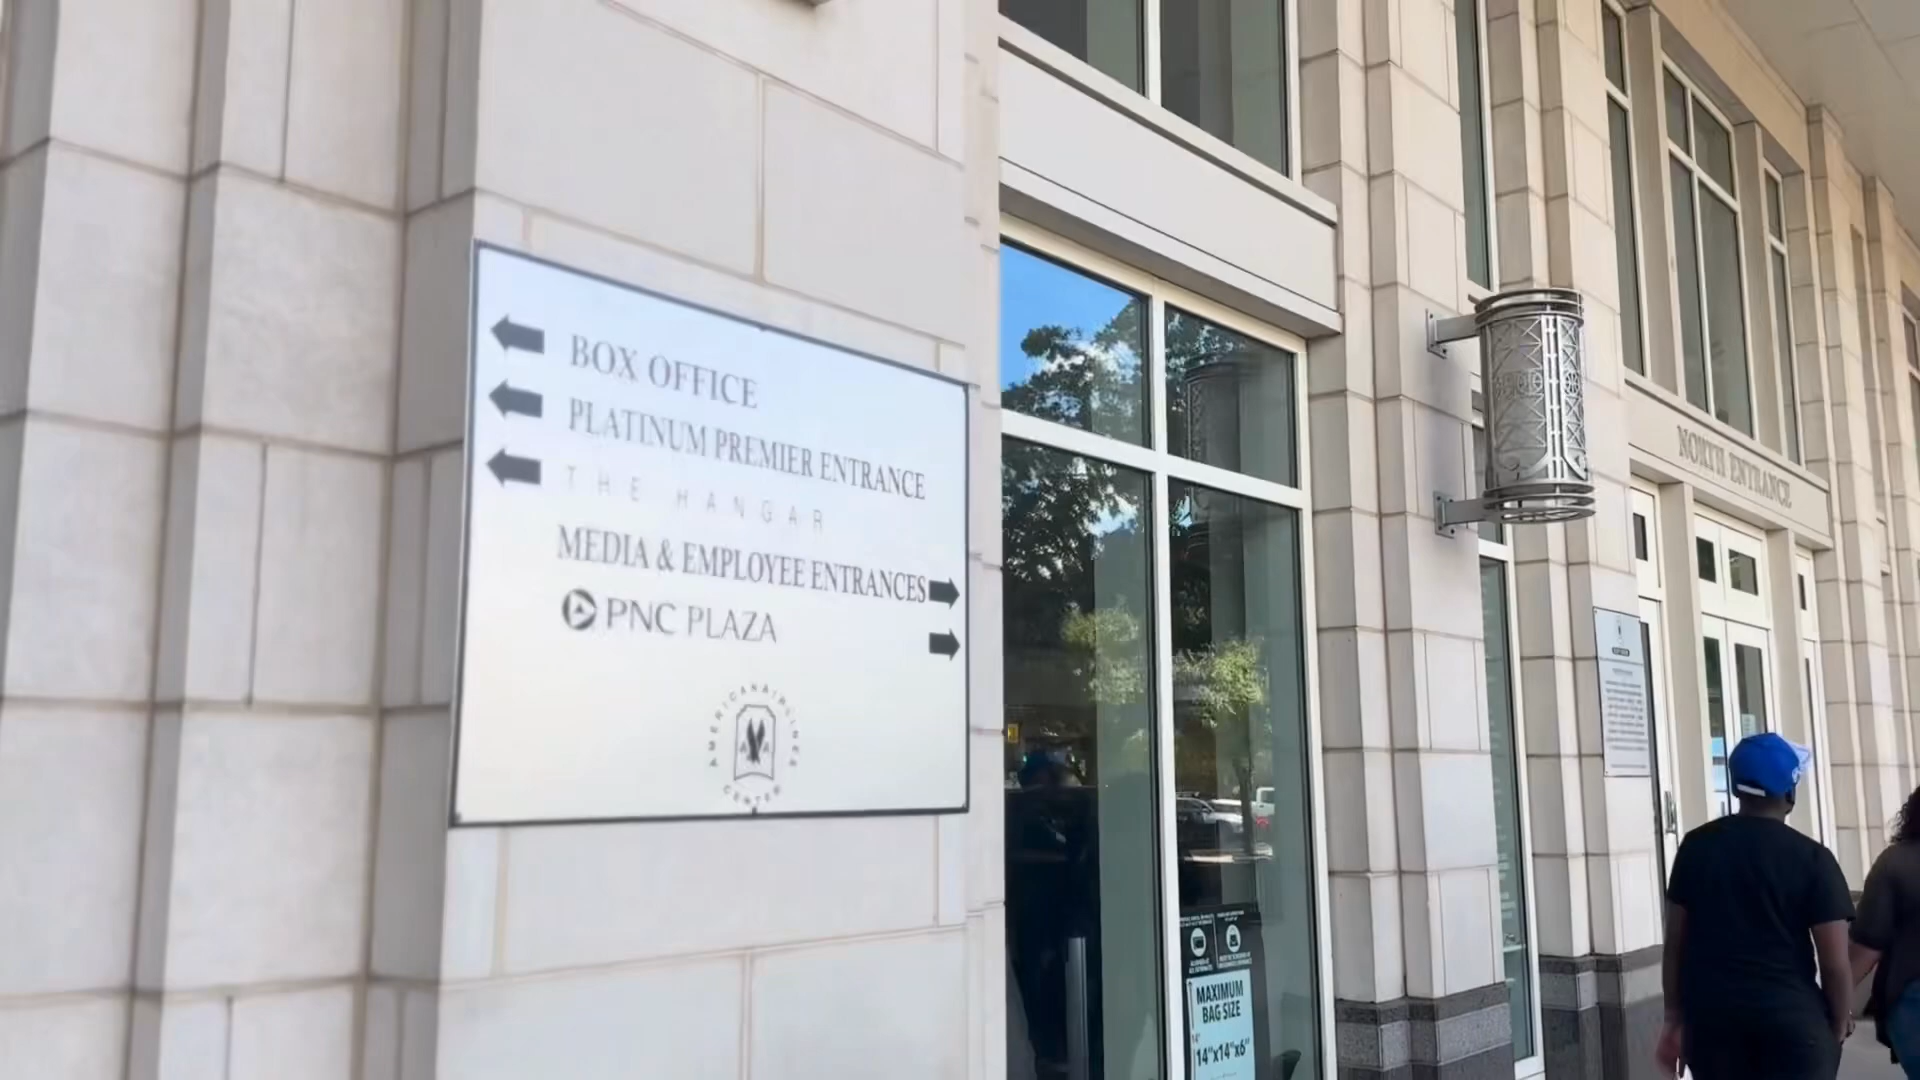 BOX OFFICE
PLATINUM PREMIER ENTRANCE
THE HANGAR
MEDIA & EMPLOYEE ENTRANCES
PNC PLAZA
AMERICAN AIRLINES
CENTER
NORTH ENTRANCE
MAXIMUM
BAG SIZE
14"
14"x14"x6"